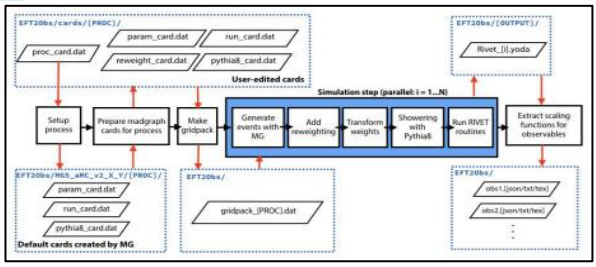 EFT2Obs/cards/[PROC]/
proc_card.dat
param_card.dat
run_card.dat
reweight_card.dat
pythia8_card.dat
User-edited cards
EFT2Obs/[OUTPUT]/
Rivet_[i].yoda
Simulation step (parallel: i = 1...N)
Setup
process
Prepare madgraph
cards for process
Make
gridpack
Generate
events with
MG
Add
reweighting
Transform
weights
Showering
with
Pythia8
Run RIVET
routines
Extract scaling
functions for
observables
EFT2Obs/MG5_aMC_v2_X_Y/[PROC]/
param_card.dat
run_card.dat
pythia8_card.dat
Default cards created by MG
EFT2Obs/
gridpack_[PROC].dat
EFT2Obs/
obs1.[json/txt/tex]
obs2.[json/txt/tex]